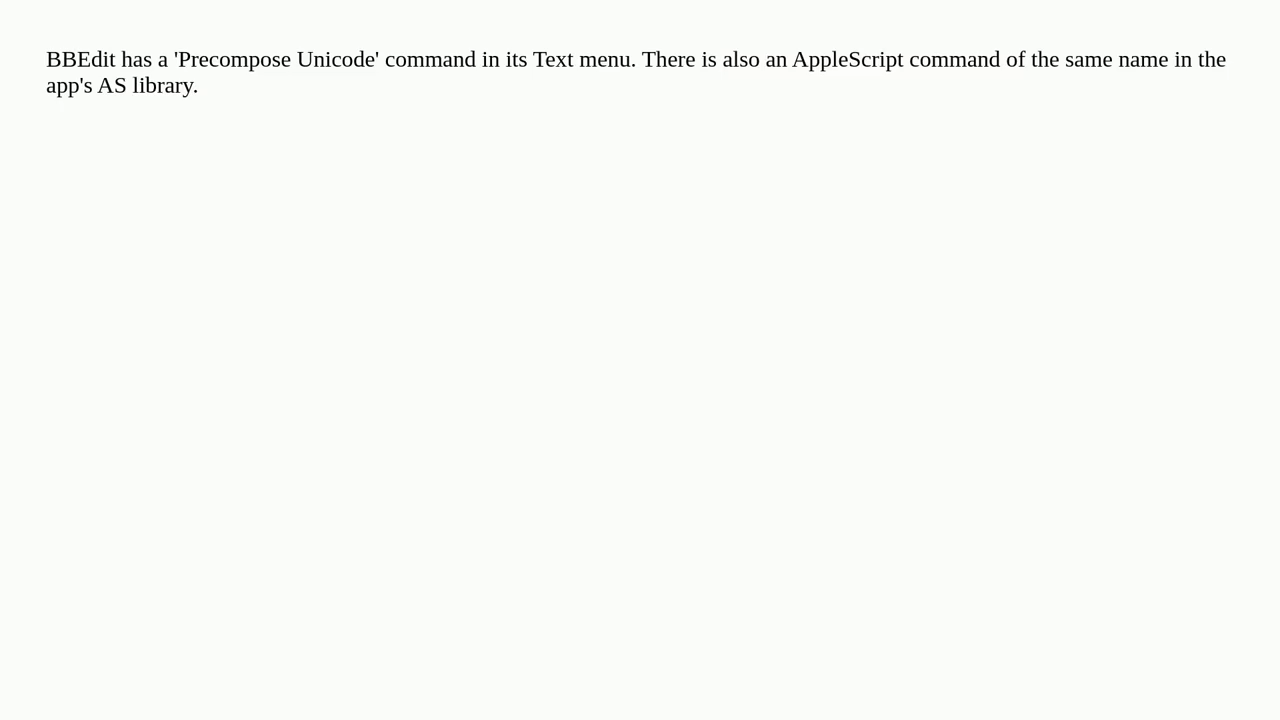 BBEdit has a 'Precompose Unicode' command in its Text menu. There is also an AppleScript command of the same name in the
app's AS library.